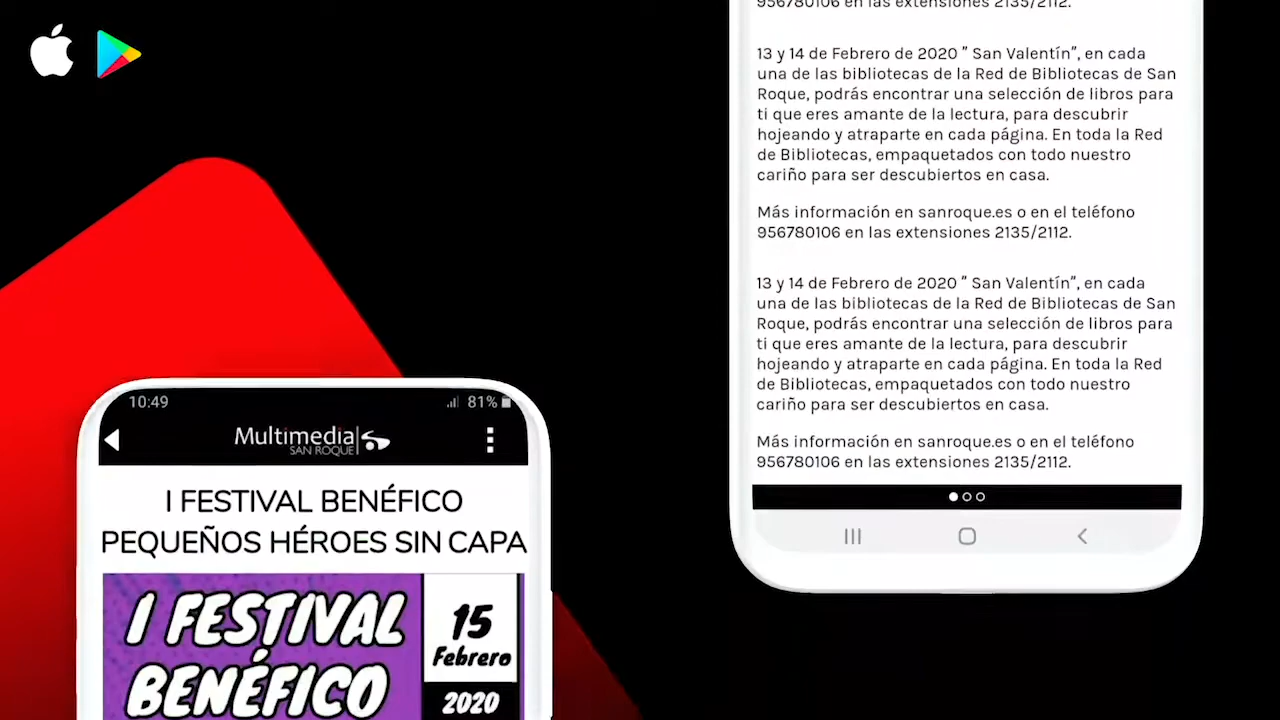 956780106 en las extensiones 2135/2112.
13 y 14 de Febrero de 2020 " San Valentín", en cada
una de las bibliotecas de la Red de Bibliotecas de San
Roque, podrás encontrar una selección de libros para
ti que eres amante de la lectura, para descubrir
hojeando y atraparte en cada página. En toda la Red
de Bibliotecas, empaquetados con todo nuestro
cariño para ser descubiertos en casa.
Más información en sanroque.es o en el teléfono
956780106 en las extensiones 2135/2112.
13 y 14 de Febrero de 2020 " San Valentín", en cada
una de las bibliotecas de la Red de Bibliotecas de San
Roque, podrás encontrar una selección de libros para
ti que eres amante de la lectura, para descubrir
hojeando y atraparte en cada página. En toda la Red
de Bibliotecas, empaquetados con todo nuestro
cariño para ser descubiertos en casa.
Más información en sanroque.es o en el teléfono
956780106 en las extensiones 2135/2112.
10:49 81%
Multimedia
SAN ROQUE
I FESTIVAL BENÉFICO
PEQUEÑOS HÉROES SIN CAPA
I FESTIVAL
BENÉFICO
15
Febrero
2020